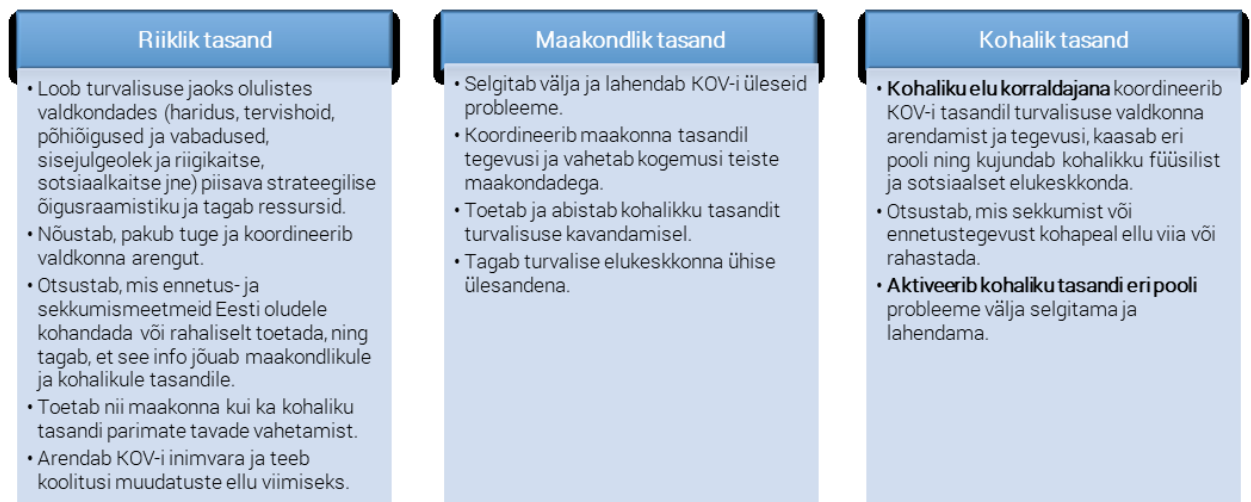 Riiklik tasand
• Loob turvalisuse jaoks olulistes
valdkondades (haridus, tervishoid,
põhiõigused ja vabadused,
sisejulgeolek ja riigikaitse,
sotsiaalkaitse jne) piisava strateegilise
õigusraamistiku ja tagab ressursid.
• Nõustab, pakub tuge ja koordineerib
valdkonna arengut.
• Otsustab, mis ennetus- ja
sekkumismeetmeid Eesti oludele
kohandada või rahaliselt toetada, ning
tagab, et see info jõuab maakondlikule
ja kohalikule tasandile.
• Toetab nii maakonna kui ka kohaliku
tasandi parimate tavade vahetamist.
• Arendab KOV-i inimvara ja teeb
koolitusi muudatuste ellu viimiseks.
Maakondlik tasand
• Selgitab välja ja lahendab KOV-i üleseid
probleeme.
• Koordineerib maakonna tasandil
tegevusi ja vahetab kogemusi teiste
maakondadega.
• Toetab ja abistab kohalikku tasandit
turvalisuse kavandamisel.
• Tagab turvalise elukeskkonna ühise
ülesandena.
Kohalik tasand
• Kohaliku elu korraldajana koordineerib
KOV-i tasandil turvalisuse valdkonna
arendamist ja tegevusi, kaasab eri
pooli ning kujundab kohalikku füüsilist
ja sotsiaalset elukeskkonda.
• Otsustab, mis sekkumist või
ennetustegevust kohapeal ellu viia või
rahastada.
• Aktiveerib kohaliku tasandi eri pooli
probleeme välja selgitama ja
lahendama.